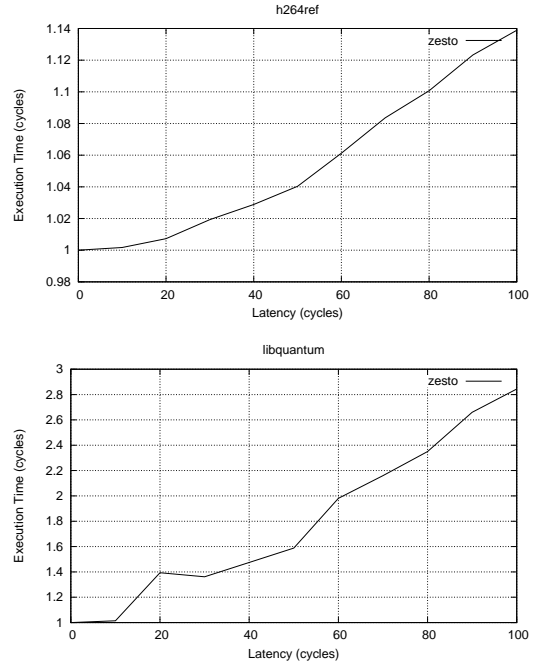 h264ref
1.14
zesto
1.12
1.1
1.08
1.06
1.04
1.02
1
0.98
Execution Time (cycles)
0 20 40 60 80 100
Latency (cycles)
libquantum
3
zesto
2.8
2.6
2.4
2.2
2
1.8
1.6
1.4
1.2
1
Execution Time (cycles)
0 20 40 60 80 100
Latency (cycles)